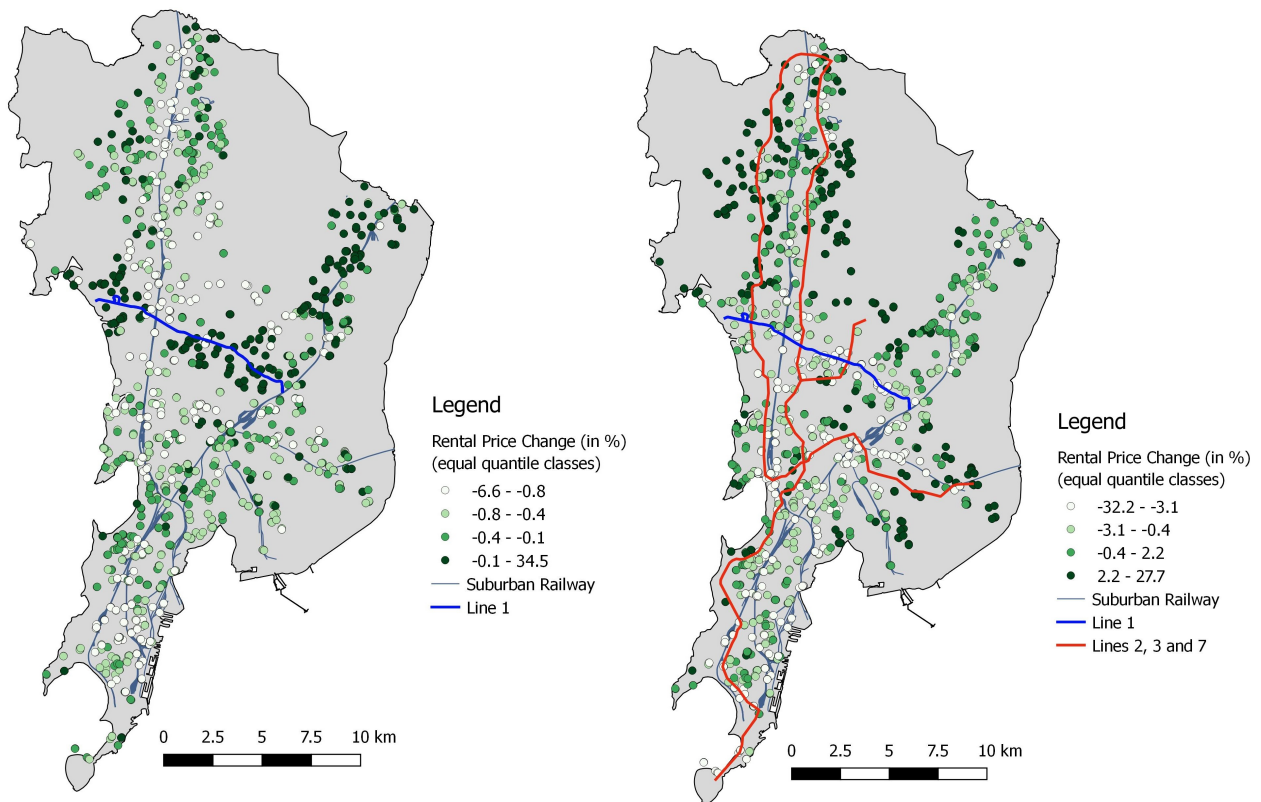 Legend
Rental Price Change (in %)
(equal quantile classes)
-6.6 - -0.8
-0.8 - -0.4
-0.4 - -0.1
-0.1 - 34.5
Suburban Railway
Line 1
0 2.5 5 7.5 10 km
Legend
Rental Price Change (in %)
(equal quantile classes)
-32.2 - -3.1
-3.1 - -0.4
-0.4 - 2.2
2.2 - 27.7
Suburban Railway
Line 1
Lines 2, 3 and 7
0 2.5 5 7.5 10 km